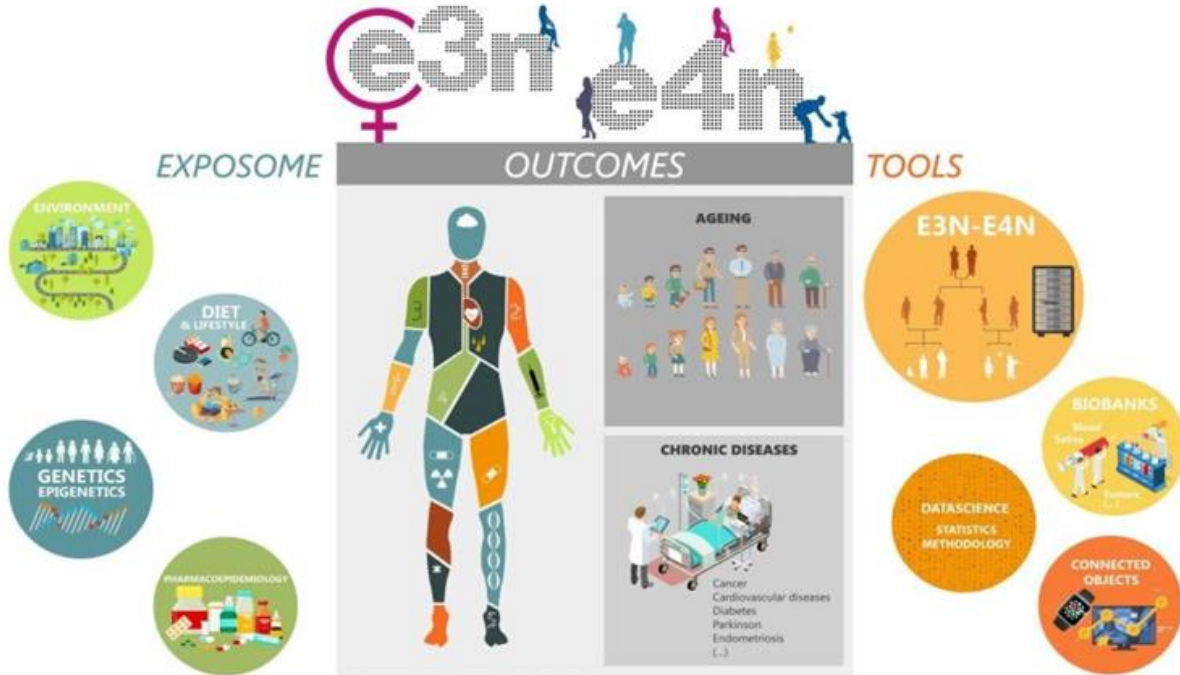 e3n e4n
EXPOSOME
OUTCOMES
TOOLS
ENVIRONMENT
DIET
& LIFESTYLE
GENETICS
EPIGENETICS
PHARMACOEPIDEMIOLOGY
AGEING
CHRONIC DISEASES
Cancer
Cardiovascular diseases
Diabetes
Parkinson
Endometriosis
(...)
E3N-E4N
BIOBANKS
Blood
Saliva
Tumors
(...)
DATASCIENCE
STATISTICS
METHODOLOGY
CONNECTED
OBJECTS